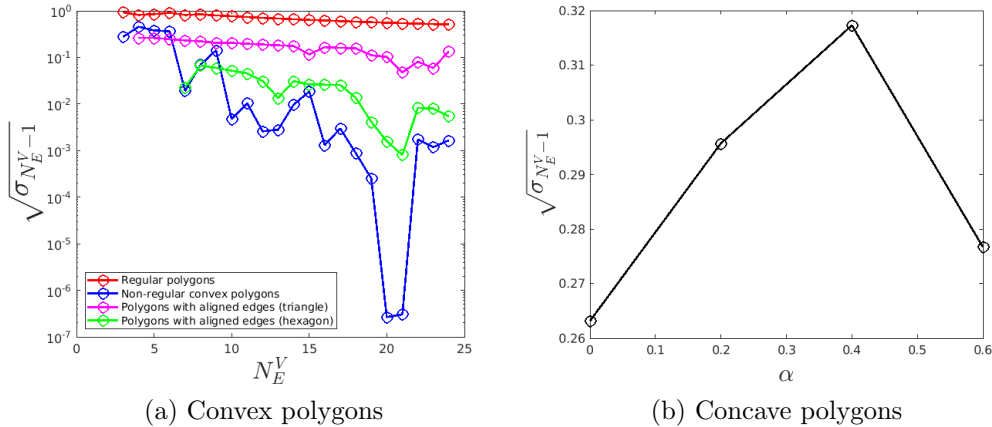 10^0
10^-1
10^-2
10^-3
10^-4
10^-5
10^-6
10^-7
√σ_{N_E^V−1}
Regular polygons
Non-regular convex polygons
Polygons with aligned edges (triangle)
Polygons with aligned edges (hexagon)
0 5 10 15 20 25
N_E^V
(a) Convex polygons
0.32
0.31
0.3
0.29
0.28
0.27
0.26
√σ_{N_E^V−1}
0 0.1 0.2 0.3 0.4 0.5 0.6
α
(b) Concave polygons